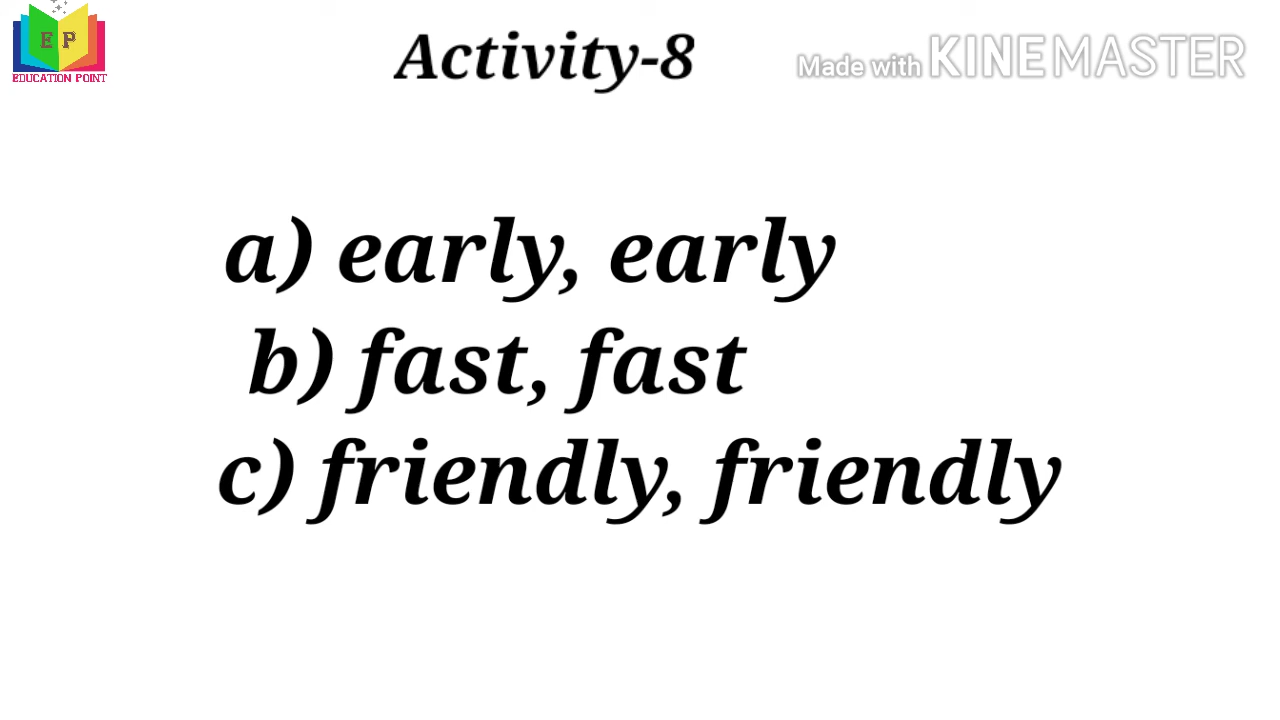 E P
EDUCATION POINT
Activity-8
Made with KINEMASTER
a) early, early
b) fast, fast
c) friendly, friendly